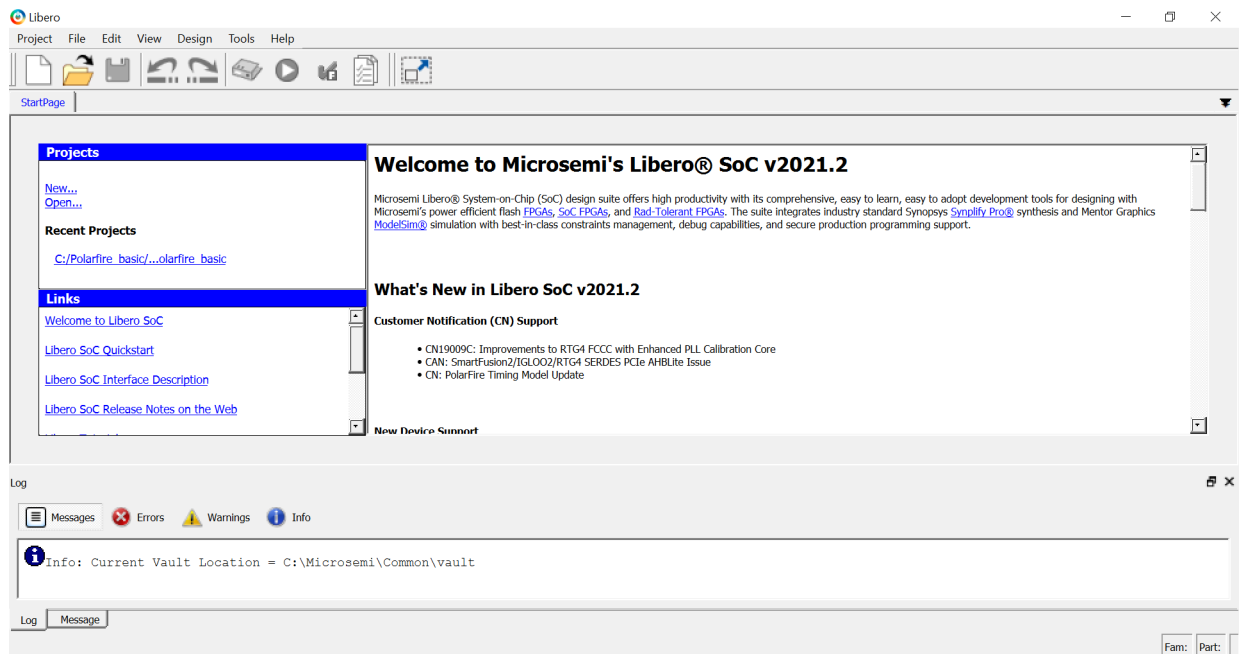 Libero
Project File Edit View Design Tools Help
StartPage
Projects
New...
Open...
Recent Projects
C:/Polarfire_basic/...olarfire_basic
Links
Welcome to Libero SoC
Libero SoC Quickstart
Libero SoC Interface Description
Libero SoC Release Notes on the Web
Welcome to Microsemi's Libero® SoC v2021.2
Microsemi Libero® System-on-Chip (SoC) design suite offers high productivity with its comprehensive, easy to learn, easy to adopt development tools for designing with
Microsemi's power efficient flash FPGAs, SoC FPGAs, and Rad-Tolerant FPGAs. The suite integrates industry standard Synopsys Synplify Pro® synthesis and Mentor Graphics
ModelSim® simulation with best-in-class constraints management, debug capabilities, and secure production programming support.
What's New in Libero SoC v2021.2
Customer Notification (CN) Support
• CN19009C: Improvements to RTG4 FCCC with Enhanced PLL Calibration Core
• CAN: SmartFusion2/IGLOO2/RTG4 SERDES PCIe AHBLite Issue
• CN: PolarFire Timing Model Update
New Device Support
Log
Messages Errors Warnings Info
Info: Current Vault Location = C:\Microsemi\Common\vault
Log Message
Fam: Part: